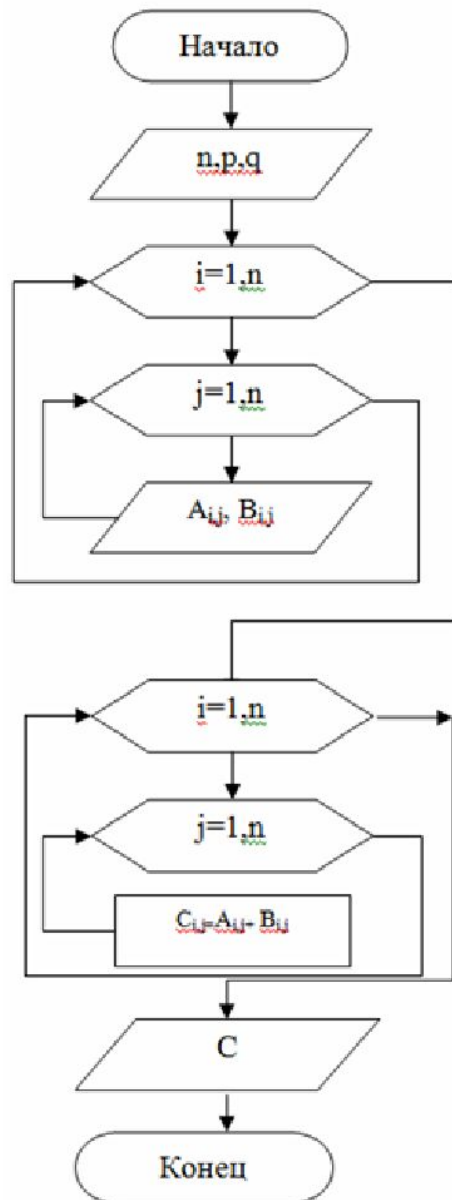 Начало
n,p,q
i=1,n
j=1,n
Ai,j, Bi,j
i=1,n
j=1,n
Ci,j=Ai,j+ Bi,j
С
Конец